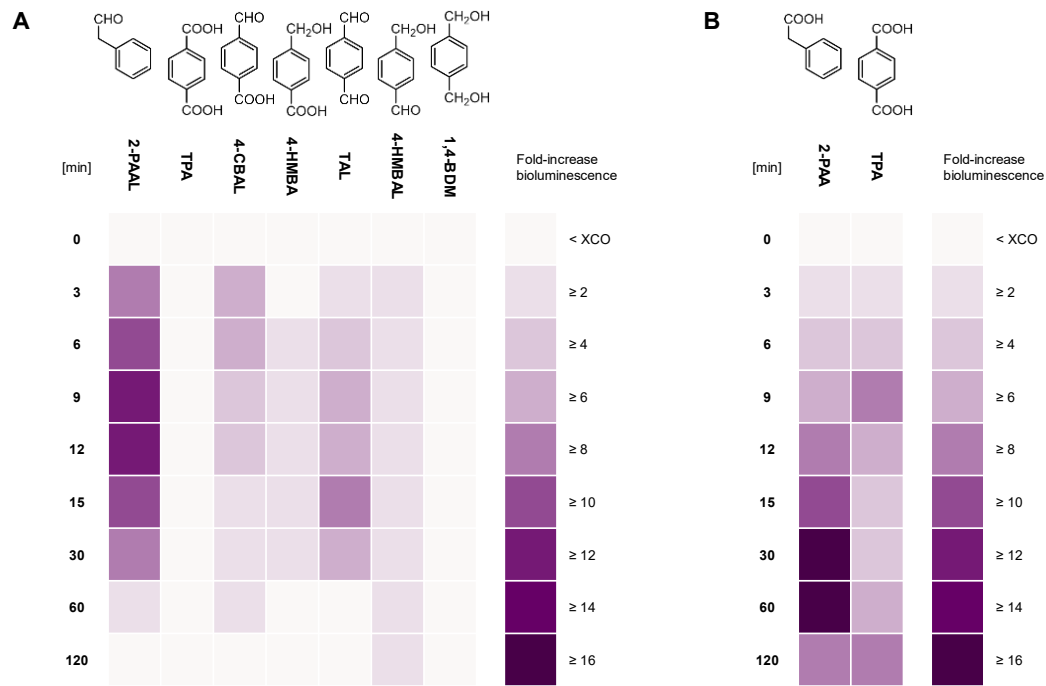 A
CHO
COOH
COOH
CHO
COOH
CH2OH
COOH
CHO
CHO
CH2OH
CHO
CH2OH
CH2OH
[min]
2-PAAL
TPA
4-CBAL
4-HMBA
TAL
4-HMBAL
1,4-BDM
Fold-increase
bioluminescence
0
< XCO
3
≥ 2
6
≥ 4
9
≥ 6
12
≥ 8
15
≥ 10
30
≥ 12
60
≥ 14
120
≥ 16
B
COOH
COOH
COOH
[min]
2-PAA
TPA
Fold-increase
bioluminescence
0
< XCO
3
≥ 2
6
≥ 4
9
≥ 6
12
≥ 8
15
≥ 10
30
≥ 12
60
≥ 14
120
≥ 16